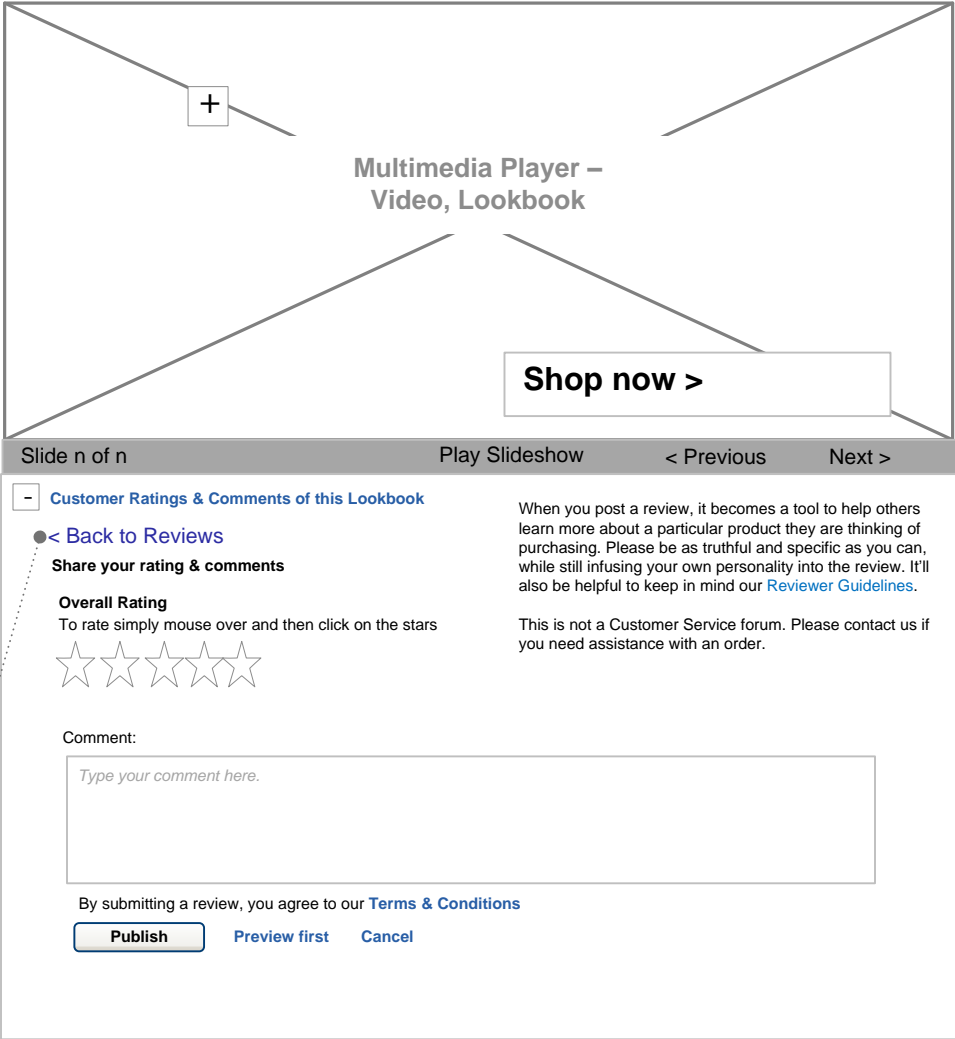 +
Multimedia Player –
Video, Lookbook
Shop now >
Slide n of n
Play Slideshow
< Previous
Next >
- Customer Ratings & Comments of this Lookbook
< Back to Reviews
Share your rating & comments
Overall Rating
To rate simply mouse over and then click on the stars
When you post a review, it becomes a tool to help others
learn more about a particular product they are thinking of
purchasing. Please be as truthful and specific as you can,
while still infusing your own personality into the review. It’ll
also be helpful to keep in mind our Reviewer Guidelines.
This is not a Customer Service forum. Please contact us if
you need assistance with an order.
Comment:
Type your comment here.
By submitting a review, you agree to our Terms & Conditions
Publish
Preview first
Cancel